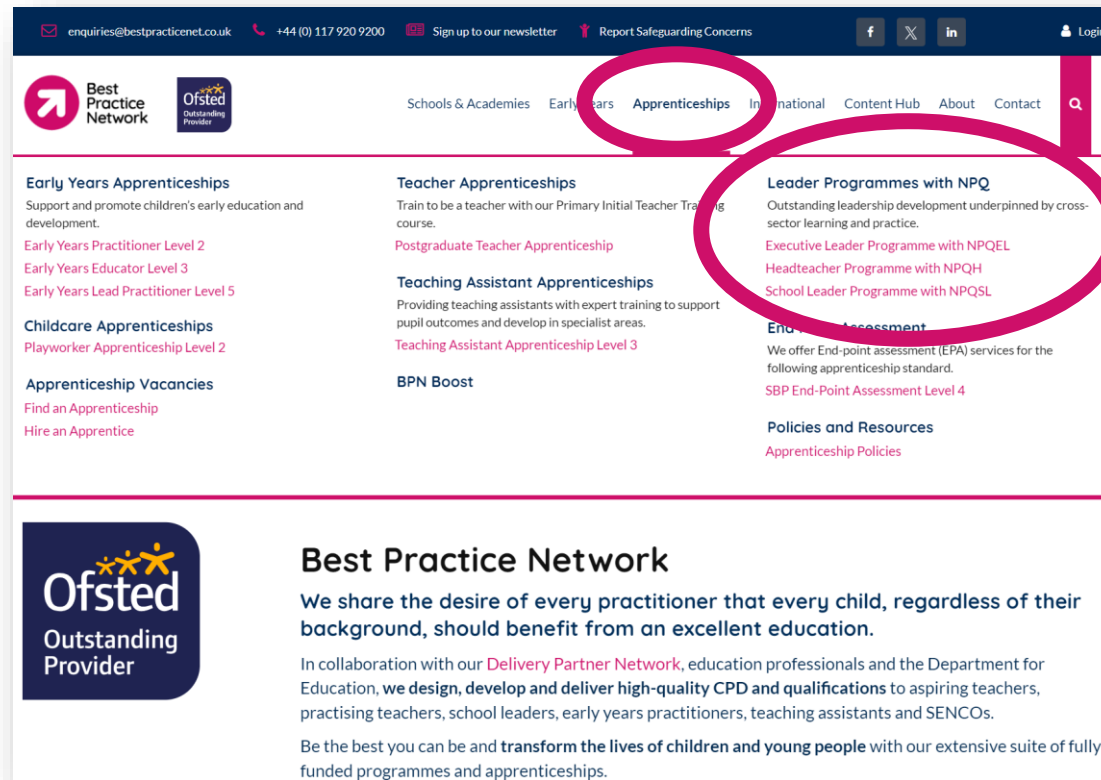 enquiries@bestpracticenet.co.uk +44 (0) 117 920 9200 Sign up to our newsletter Report Safeguarding Concerns f X in Login
Best
Practice
Network
Ofsted
Outstanding
Provider
Schools & Academies Early Years Apprenticeships International Content Hub About Contact
Early Years Apprenticeships
Support and promote children's early education and
development.
Early Years Practitioner Level 2
Early Years Educator Level 3
Early Years Lead Practitioner Level 5
Childcare Apprenticeships
Playworker Apprenticeship Level 2
Apprenticeship Vacancies
Find an Apprenticeship
Hire an Apprentice
Teacher Apprenticeships
Train to be a teacher with our Primary Initial Teacher Training
course.
Postgraduate Teacher Apprenticeship
Teaching Assistant Apprenticeships
Providing teaching assistants with expert training to support
pupil outcomes and develop in specialist areas.
Teaching Assistant Apprenticeship Level 3
BPN Boost
Leader Programmes with NPQ
Outstanding leadership development underpinned by cross-
sector learning and practice.
Executive Leader Programme with NPQEL
Headteacher Programme with NPQH
School Leader Programme with NPQSL
End Assessment
We offer End-point assessment (EPA) services for the
following apprenticeship standard.
SBP End-Point Assessment Level 4
Policies and Resources
Apprenticeship Policies
Ofsted
Outstanding
Provider
Best Practice Network
We share the desire of every practitioner that every child, regardless of their
background, should benefit from an excellent education.
In collaboration with our Delivery Partner Network, education professionals and the Department for
Education, we design, develop and deliver high-quality CPD and qualifications to aspiring teachers,
practising teachers, school leaders, early years practitioners, teaching assistants and SENCOs.
Be the best you can be and transform the lives of children and young people with our extensive suite of fully
funded programmes and apprenticeships.